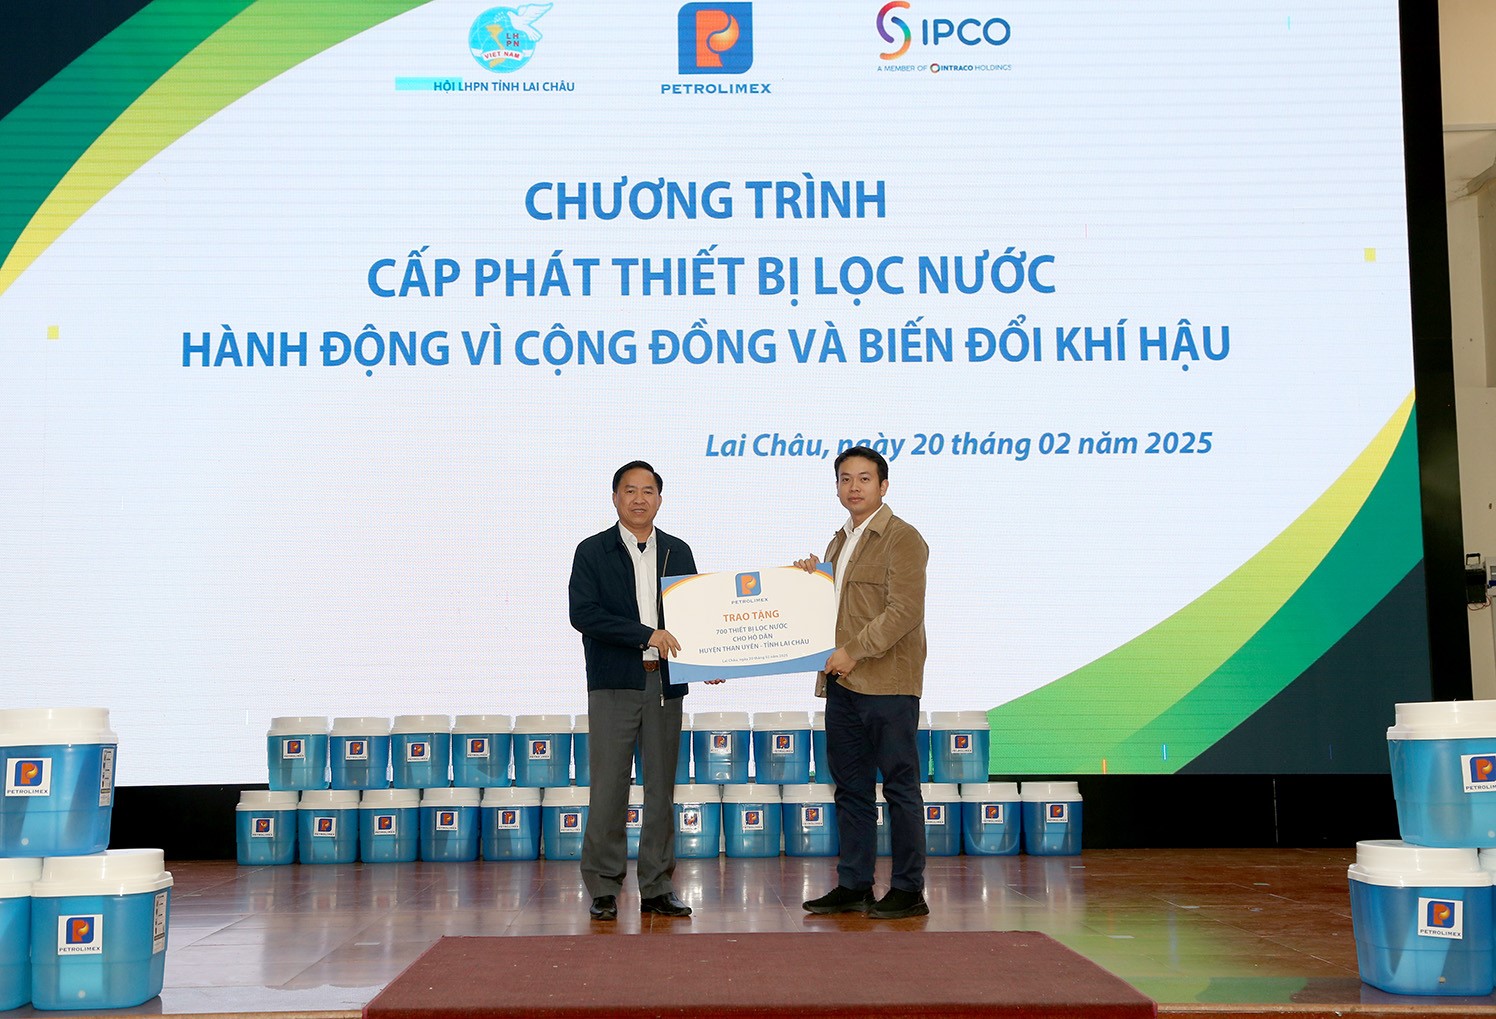 LH
PN
VIỆT NAM
HỘI LHPN TỈNH LAI CHÂU
PETROLIMEX
SIPCO
A MEMBER OF INTRACO HOLDINGS
CHƯƠNG TRÌNH
CẤP PHÁT THIẾT BỊ LỌC NƯỚC
HÀNH ĐỘNG VÌ CỘNG ĐỒNG VÀ BIẾN ĐỔI KHÍ HẬU
Lai Châu, ngày 20 tháng 02 năm 2025
PETROLIMEX
TRAO TẶNG
700 THIẾT BỊ LỌC NƯỚC
CHO HỘ DÂN
HUYỆN THAN UYÊN - TỈNH LAI CHÂU
PETROLIMEX
PETROLIMEX
PETROLIMEX